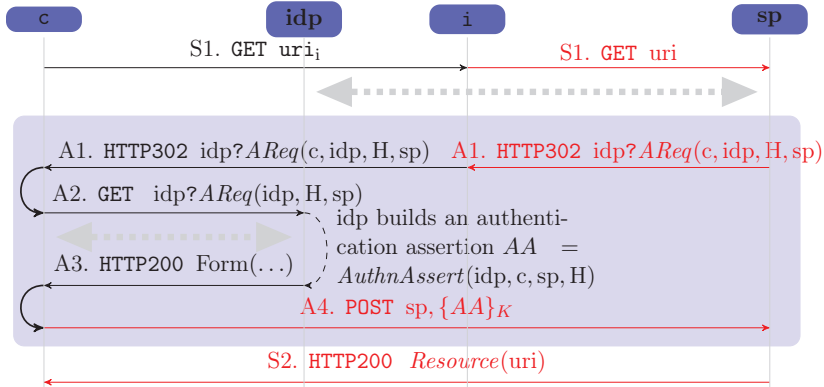 c idp i sp
S1. GET uri_i S1. GET uri
A1. HTTP302 idp?AReq(c, idp, H, sp) A1. HTTP302 idp?AReq(c, idp, H, sp)
A2. GET idp?AReq(idp, H, sp)
idp builds an authenti-
cation assertion AA =
AuthnAssert(idp, c, sp, H)
A3. HTTP200 Form(...)
A4. POST sp, {AA}_K
S2. HTTP200 Resource(uri)